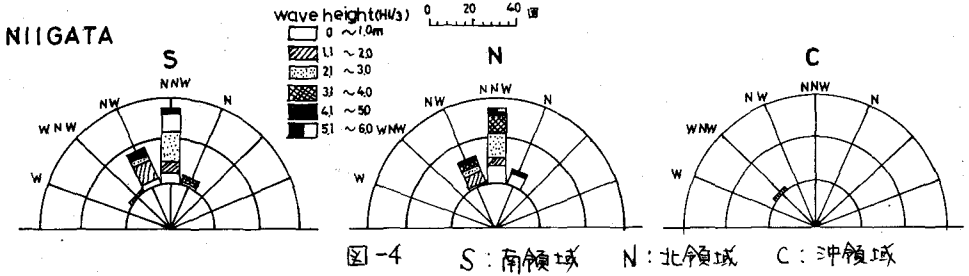 NIIGATA
wave height(H1/3)
0 20 40 回
0 ~1.0m
1.1 ~2.0
2.1 ~3.0
3.1 ~4.0
4.1 ~5.0
5.1 ~6.0
S
W WNW NW NNW N
N
WNW NW NNW N
C
W WNW NW NNW N
図-4 S:南領域 N:北領域 C:沖領域